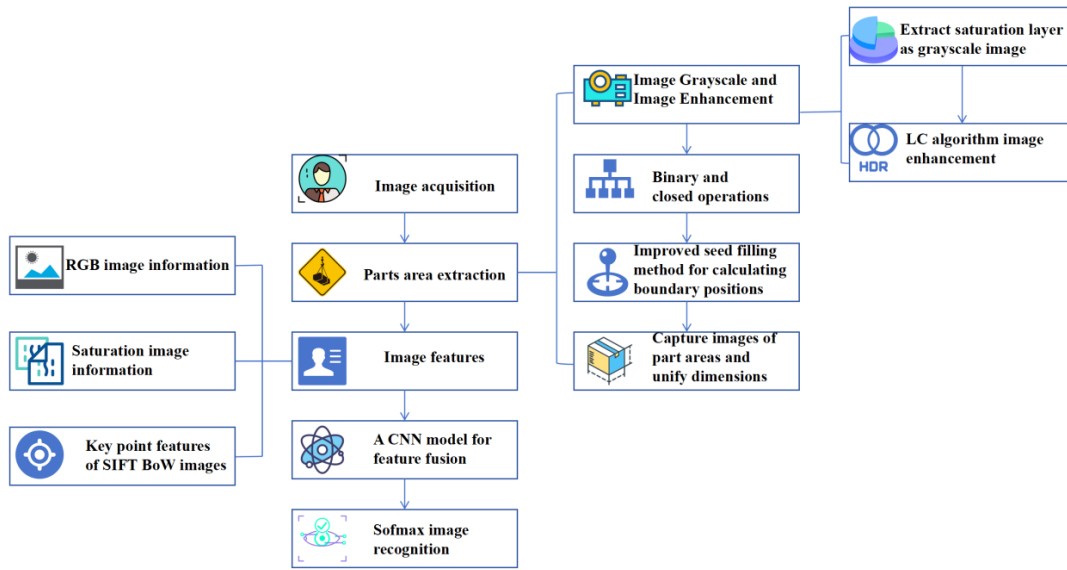 Image acquisition
Parts area extraction
Image features
A CNN model for
feature fusion
Sofmax image
recognition
RGB image information
Saturation image
information
Key point features
of SIFT BoW images
Image Grayscale and
Image Enhancement
Binary and
closed operations
Improved seed filling
method for calculating
boundary positions
Capture images of
part areas and
unify dimensions
Extract saturation layer
as grayscale image
HDR
LC algorithm image
enhancement